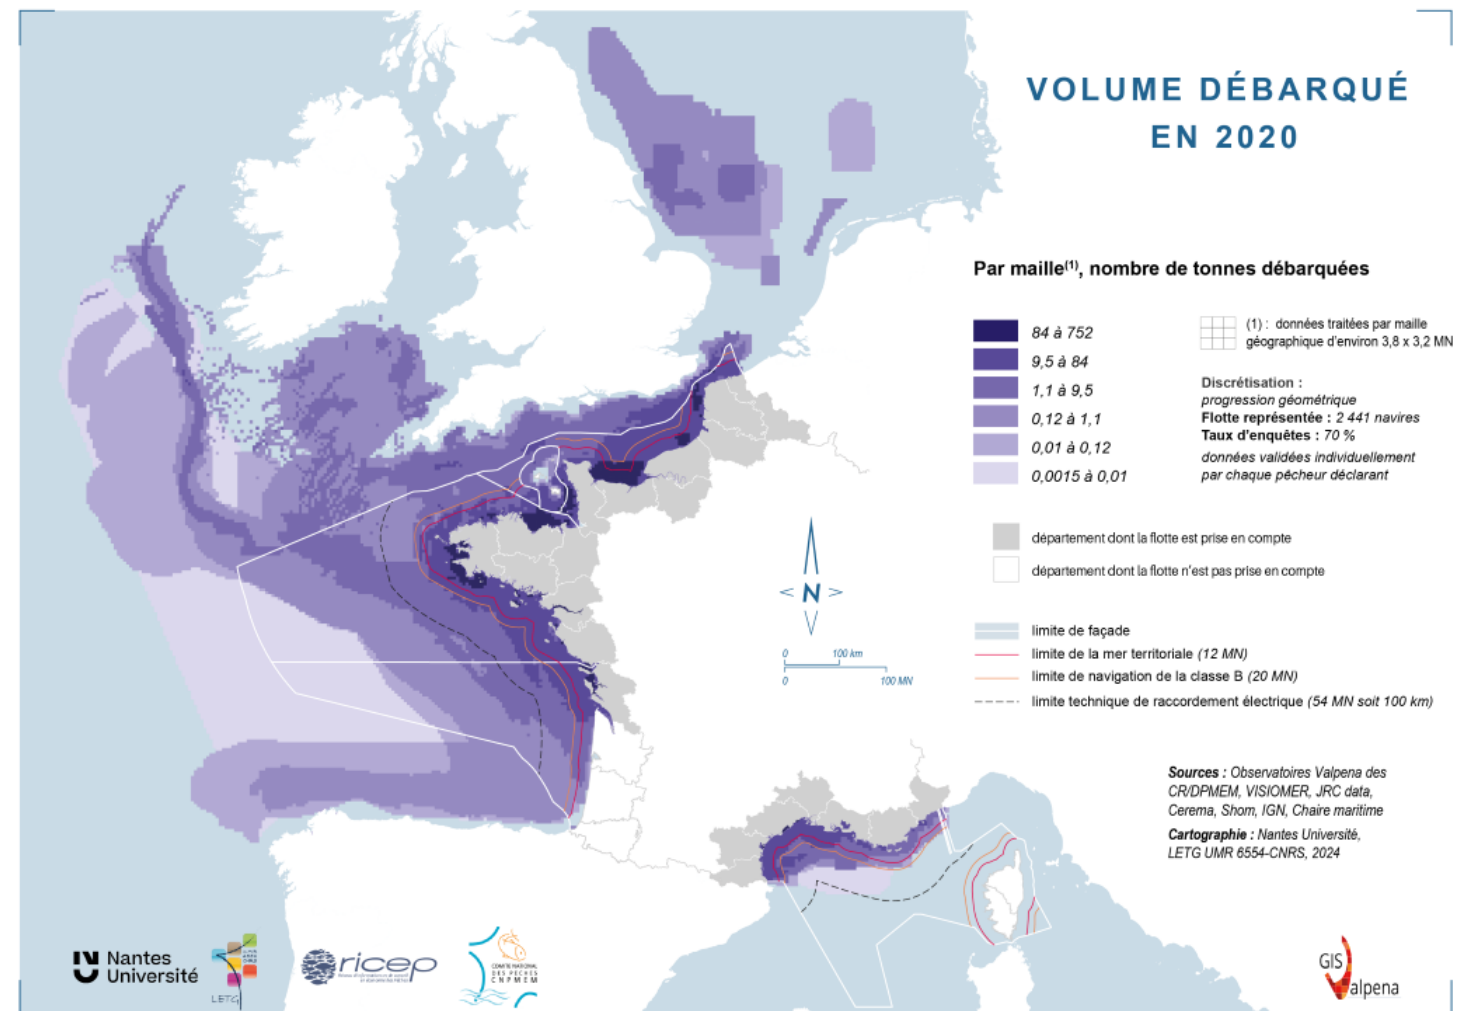 VOLUME DÉBARQUÉ
EN 2020
Par maille(1), nombre de tonnes débarquées
84 à 752
9,5 à 84
1,1 à 9,5
0,12 à 1,1
0,01 à 0,12
0,0015 à 0,01
(1) : données traitées par maille
géographique d'environ 3,8 x 3,2 MN
Discrétisation :
progression géométrique
Flotte représentée : 2 441 navires
Taux d'enquêtes : 70 %
données validées individuellement
par chaque pêcheur déclarant
département dont la flotte est prise en compte
département dont la flotte n'est pas prise en compte
limite de façade
limite de la mer territoriale (12 MN)
limite de navigation de la classe B (20 MN)
limite technique de raccordement électrique (54 MN soit 100 km)
< N >
0 100 km
0 100 MN
Sources : Observatoires Valpena des
CR/DPMEM, VISIOMER, JRC data,
Cerema, Shom, IGN, Chaire maritime
Cartographie : Nantes Université,
LETG UMR 6554-CNRS, 2024
Nantes
Université
LETG
ricep
COMITÉ NATIONAL
DES PECHES
CNPMEM
GIS
Valpena